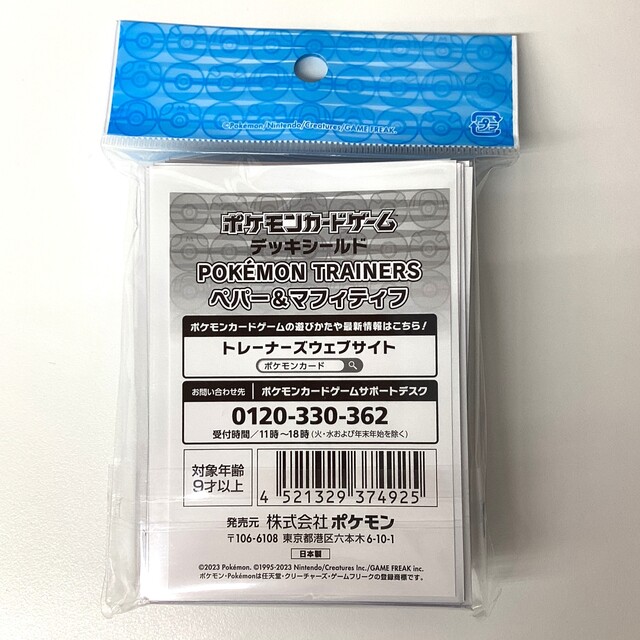 ©Pokémon/Nintendo/Creatures/GAME FREAK.
プラ
ポケモンカードゲーム
デッキシールド
POKÉMON TRAINERS
ペパー&マフィティフ
ポケモンカードゲームの遊びかたや最新情報はこちら!
トレーナーズウェブサイト
ポケモンカード
お問い合わせ先 ポケモンカードゲームサポートデスク
0120-330-362
受付時間/11時~18時(火・水および年末年始を除く)
対象年齢
9才以上
4 521329 374925
発売元 株式会社ポケモン
〒106-6108 東京都港区六本木6-10-1
日本製
©2023 Pokémon. ©1995-2023 Nintendo/Creatures Inc./GAME FREAK inc.
ポケモン・Pokémonは任天堂・クリーチャーズ・ゲームフリークの登録商標です。